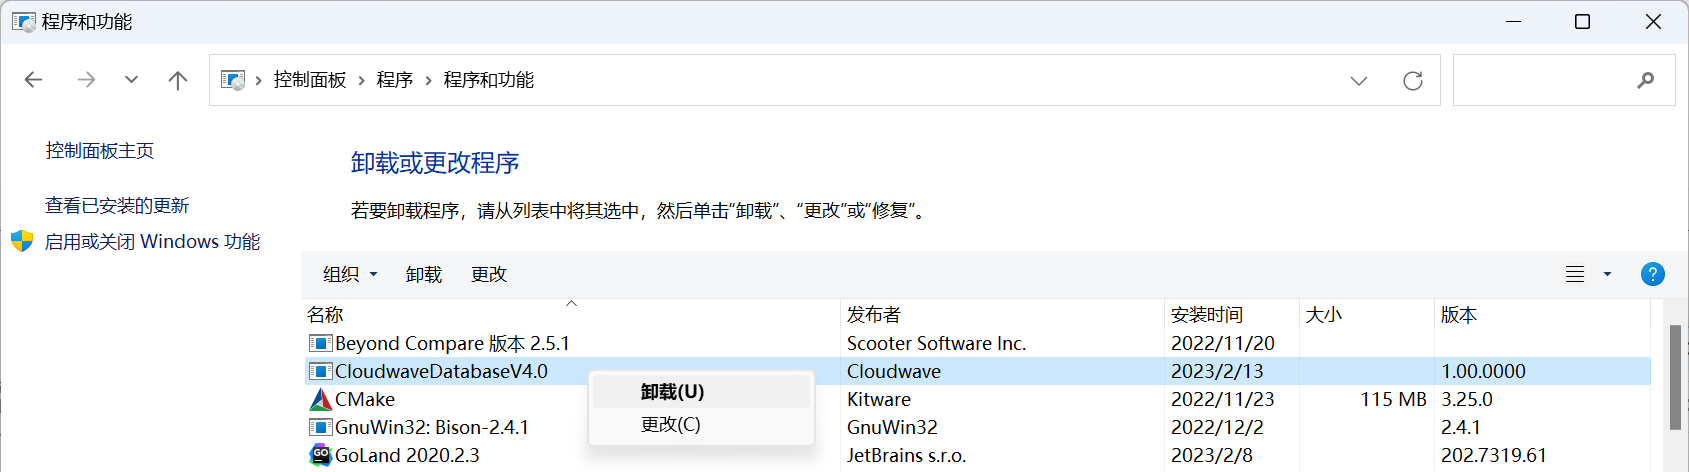 程序和功能
控制面板 程序 程序和功能
控制面板主页
查看已安装的更新
启用或关闭 Windows 功能
卸载或更改程序
若要卸载程序，请从列表中将其选中，然后单击“卸载”、“更改”或“修复”。
组织 卸载 更改
名称 发布者 安装时间 大小 版本
Beyond Compare 版本 2.5.1 Scooter Software Inc. 2022/11/20
CloudwaveDatabaseV4.0 Cloudwave 2023/2/13 1.00.0000
CMake Kitware 2022/11/23 115 MB 3.25.0
GnuWin32: Bison-2.4.1 GnuWin32 2022/12/2 2.4.1
GoLand 2020.2.3 JetBrains s.r.o. 2023/2/8 202.7319.61
卸载(U)
更改(C)